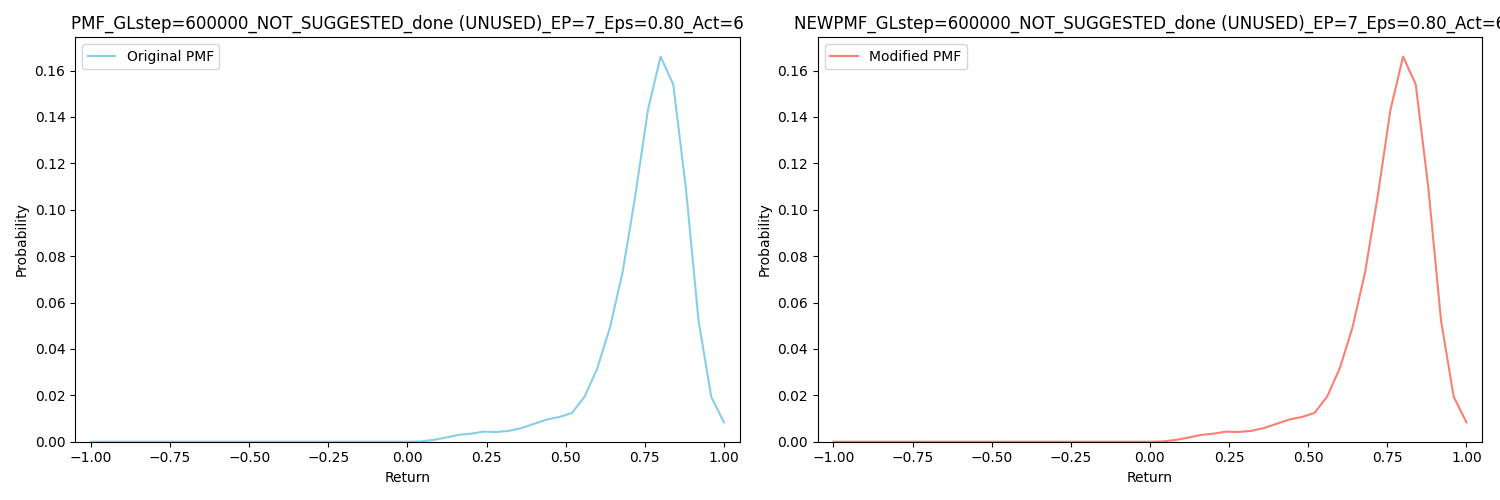 PMF_GLstep=600000_NOT_SUGGESTED_done (UNUSED)_EP=7_Eps=0.80_Act=6
Original PMF
0.16
0.14
0.12
0.10
0.08
0.06
0.04
0.02
0.00
Probability
−1.00 −0.75 −0.50 −0.25 0.00 0.25 0.50 0.75 1.00
Return
NEWPMF_GLstep=600000_NOT_SUGGESTED_done (UNUSED)_EP=7_Eps=0.80_Act=6
Modified PMF
0.16
0.14
0.12
0.10
0.08
0.06
0.04
0.02
0.00
Probability
−1.00 −0.75 −0.50 −0.25 0.00 0.25 0.50 0.75 1.00
Return